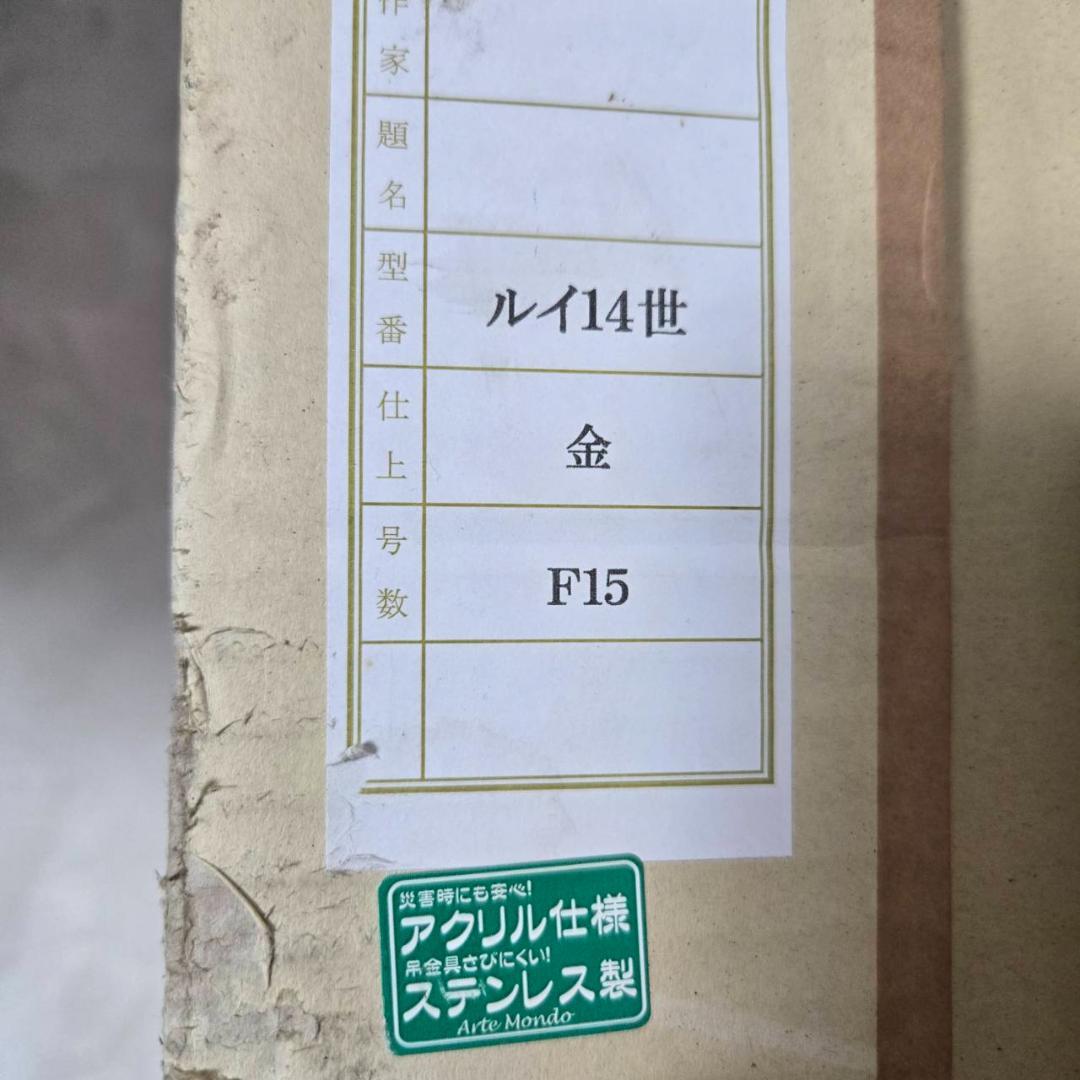 作家
題名
型番 ルイ14世
仕上 金
号数 F15
災害時にも安心!
アクリル仕様
吊金具さびにくい!
ステンレス製
Arte Mondo